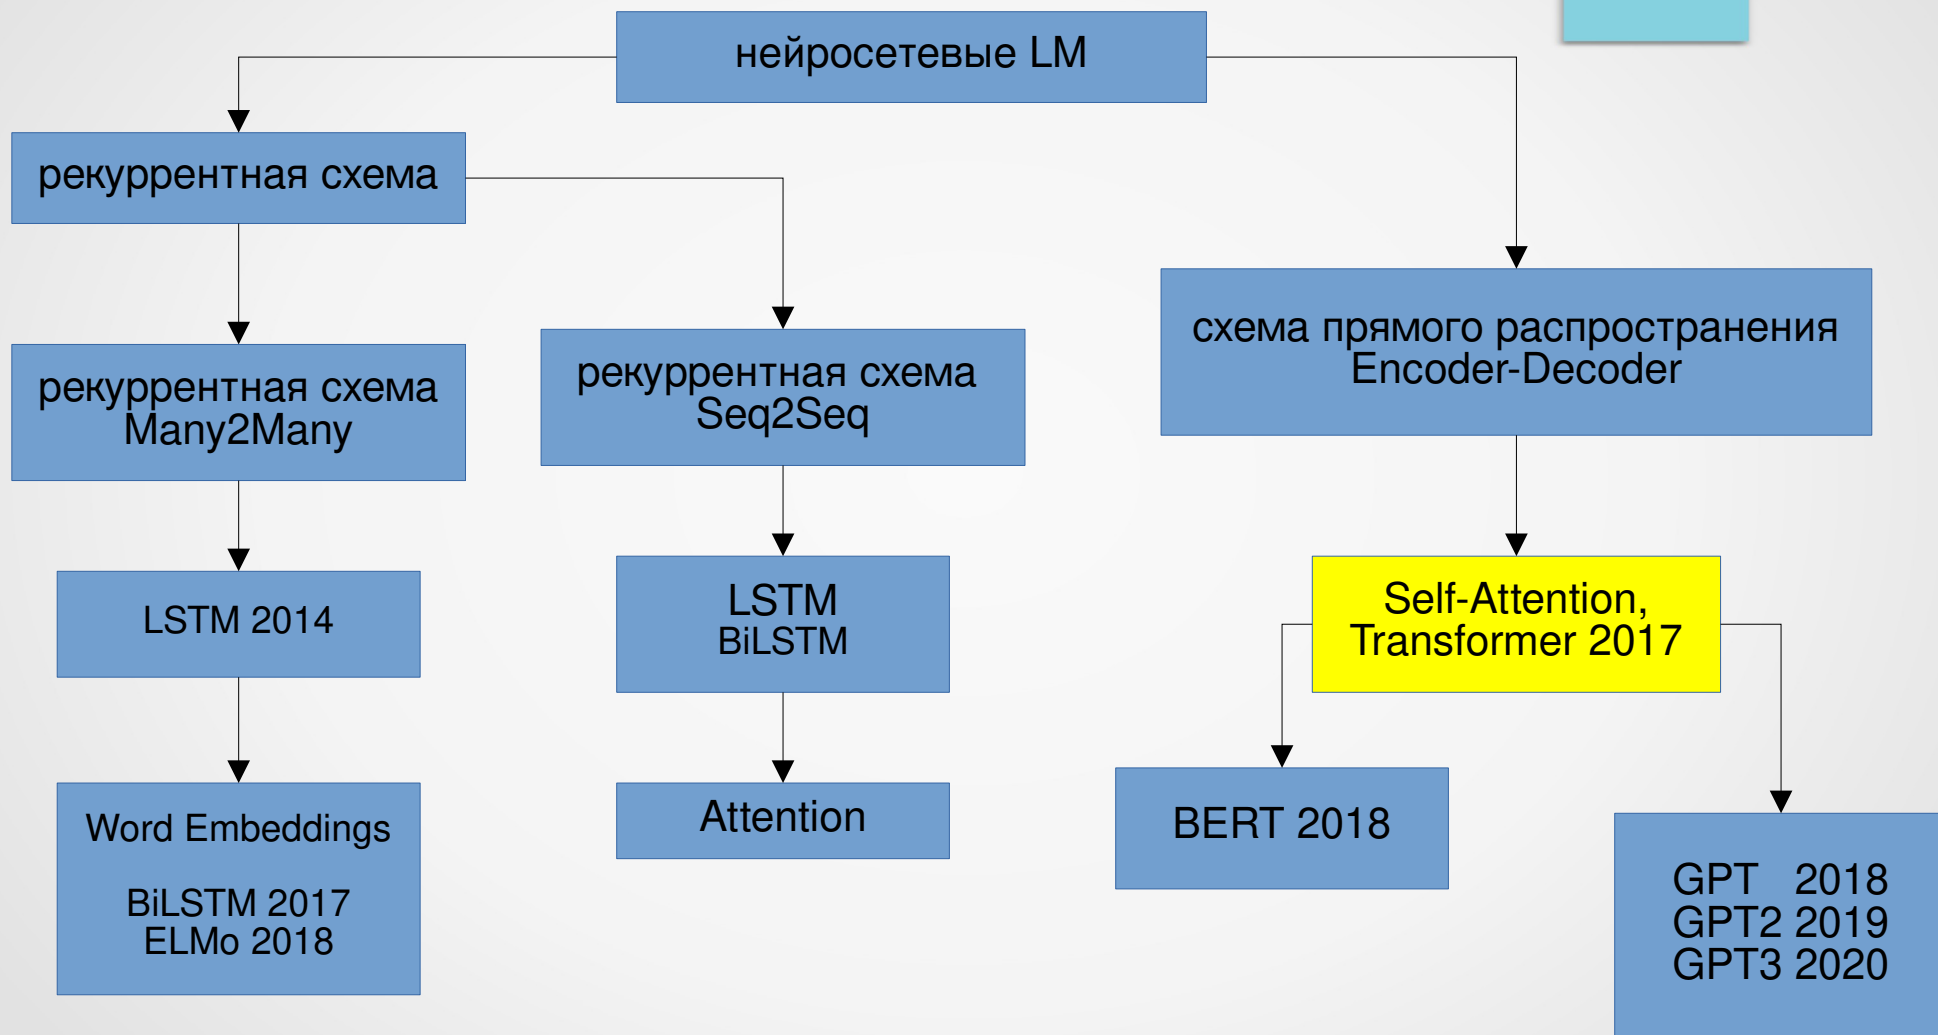 нейросетевые LM
рекуррентная схема
рекуррентная схема
Many2Many
LSTM 2014
Word Embeddings
BiLSTM 2017
ELMo 2018
рекуррентная схема
Seq2Seq
LSTM
BiLSTM
Attention
схема прямого распространения
Encoder-Decoder
Self-Attention,
Transformer 2017
BERT 2018
GPT 2018
GPT2 2019
GPT3 2020